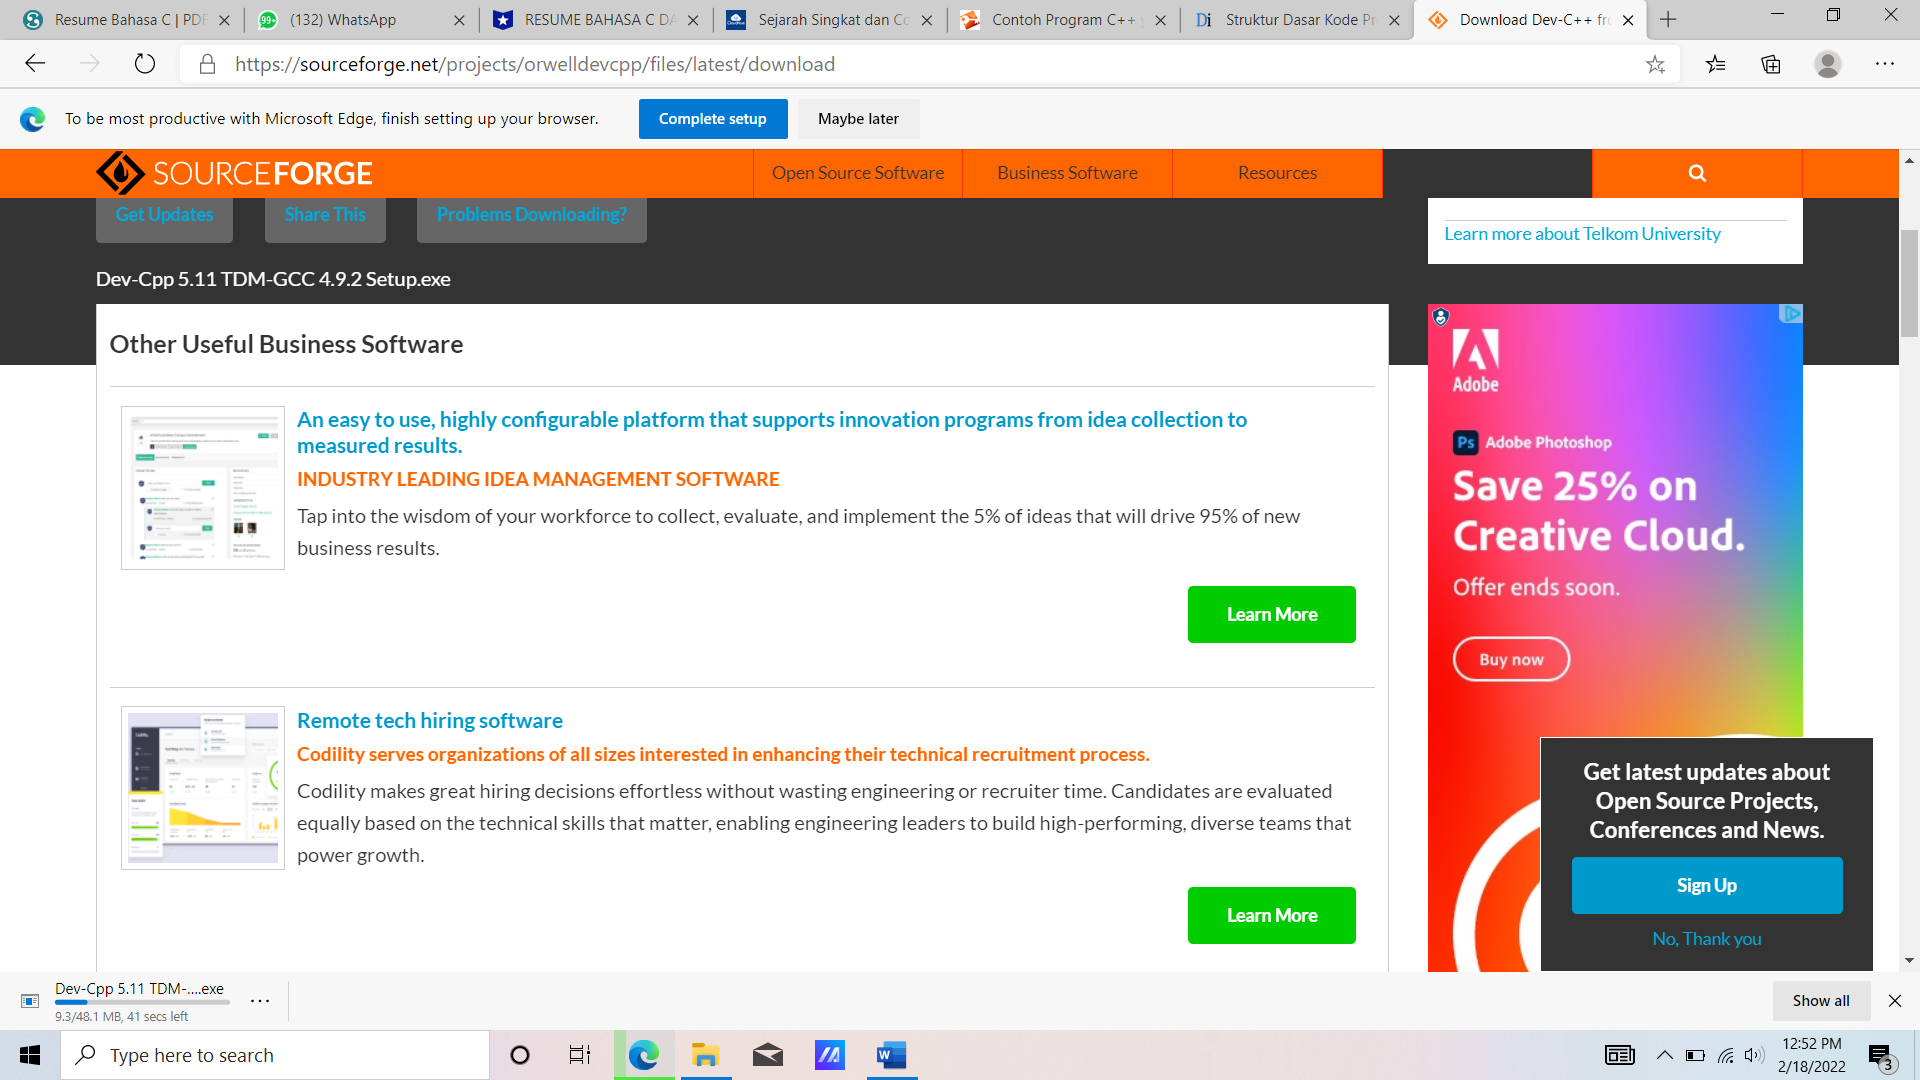 Resume Bahasa C | PDF
(132) WhatsApp
RESUME BAHASA C DA
Sejarah Singkat dan Co
Contoh Program C++
Struktur Dasar Kode Pr
Download Dev-C++ fr
https://sourceforge.net/projects/orwelldevcpp/files/latest/download
To be most productive with Microsoft Edge, finish setting up your browser.
Complete setup
Maybe later
SOURCEFORGE
Open Source Software
Business Software
Resources
Get Updates
Share This
Problems Downloading?
Learn more about Telkom University
Dev-Cpp 5.11 TDM-GCC 4.9.2 Setup.exe
Other Useful Business Software
An easy to use, highly configurable platform that supports innovation programs from idea collection to
measured results.
INDUSTRY LEADING IDEA MANAGEMENT SOFTWARE
Tap into the wisdom of your workforce to collect, evaluate, and implement the 5% of ideas that will drive 95% of new
business results.
Learn More
Remote tech hiring software
Codility serves organizations of all sizes interested in enhancing their technical recruitment process.
Codility makes great hiring decisions effortless without wasting engineering or recruiter time. Candidates are evaluated
equally based on the technical skills that matter, enabling engineering leaders to build high-performing, diverse teams that
power growth.
Learn More
Adobe
Ps Adobe Photoshop
Save 25% on
Creative Cloud.
Offer ends soon.
Buy now
Get latest updates about
Open Source Projects,
Conferences and News.
Sign Up
No, Thank you
Dev-Cpp 5.11 TDM-....exe
9.3/48.1 MB, 41 secs left
Show all
Type here to search
12:52 PM
2/18/2022
3